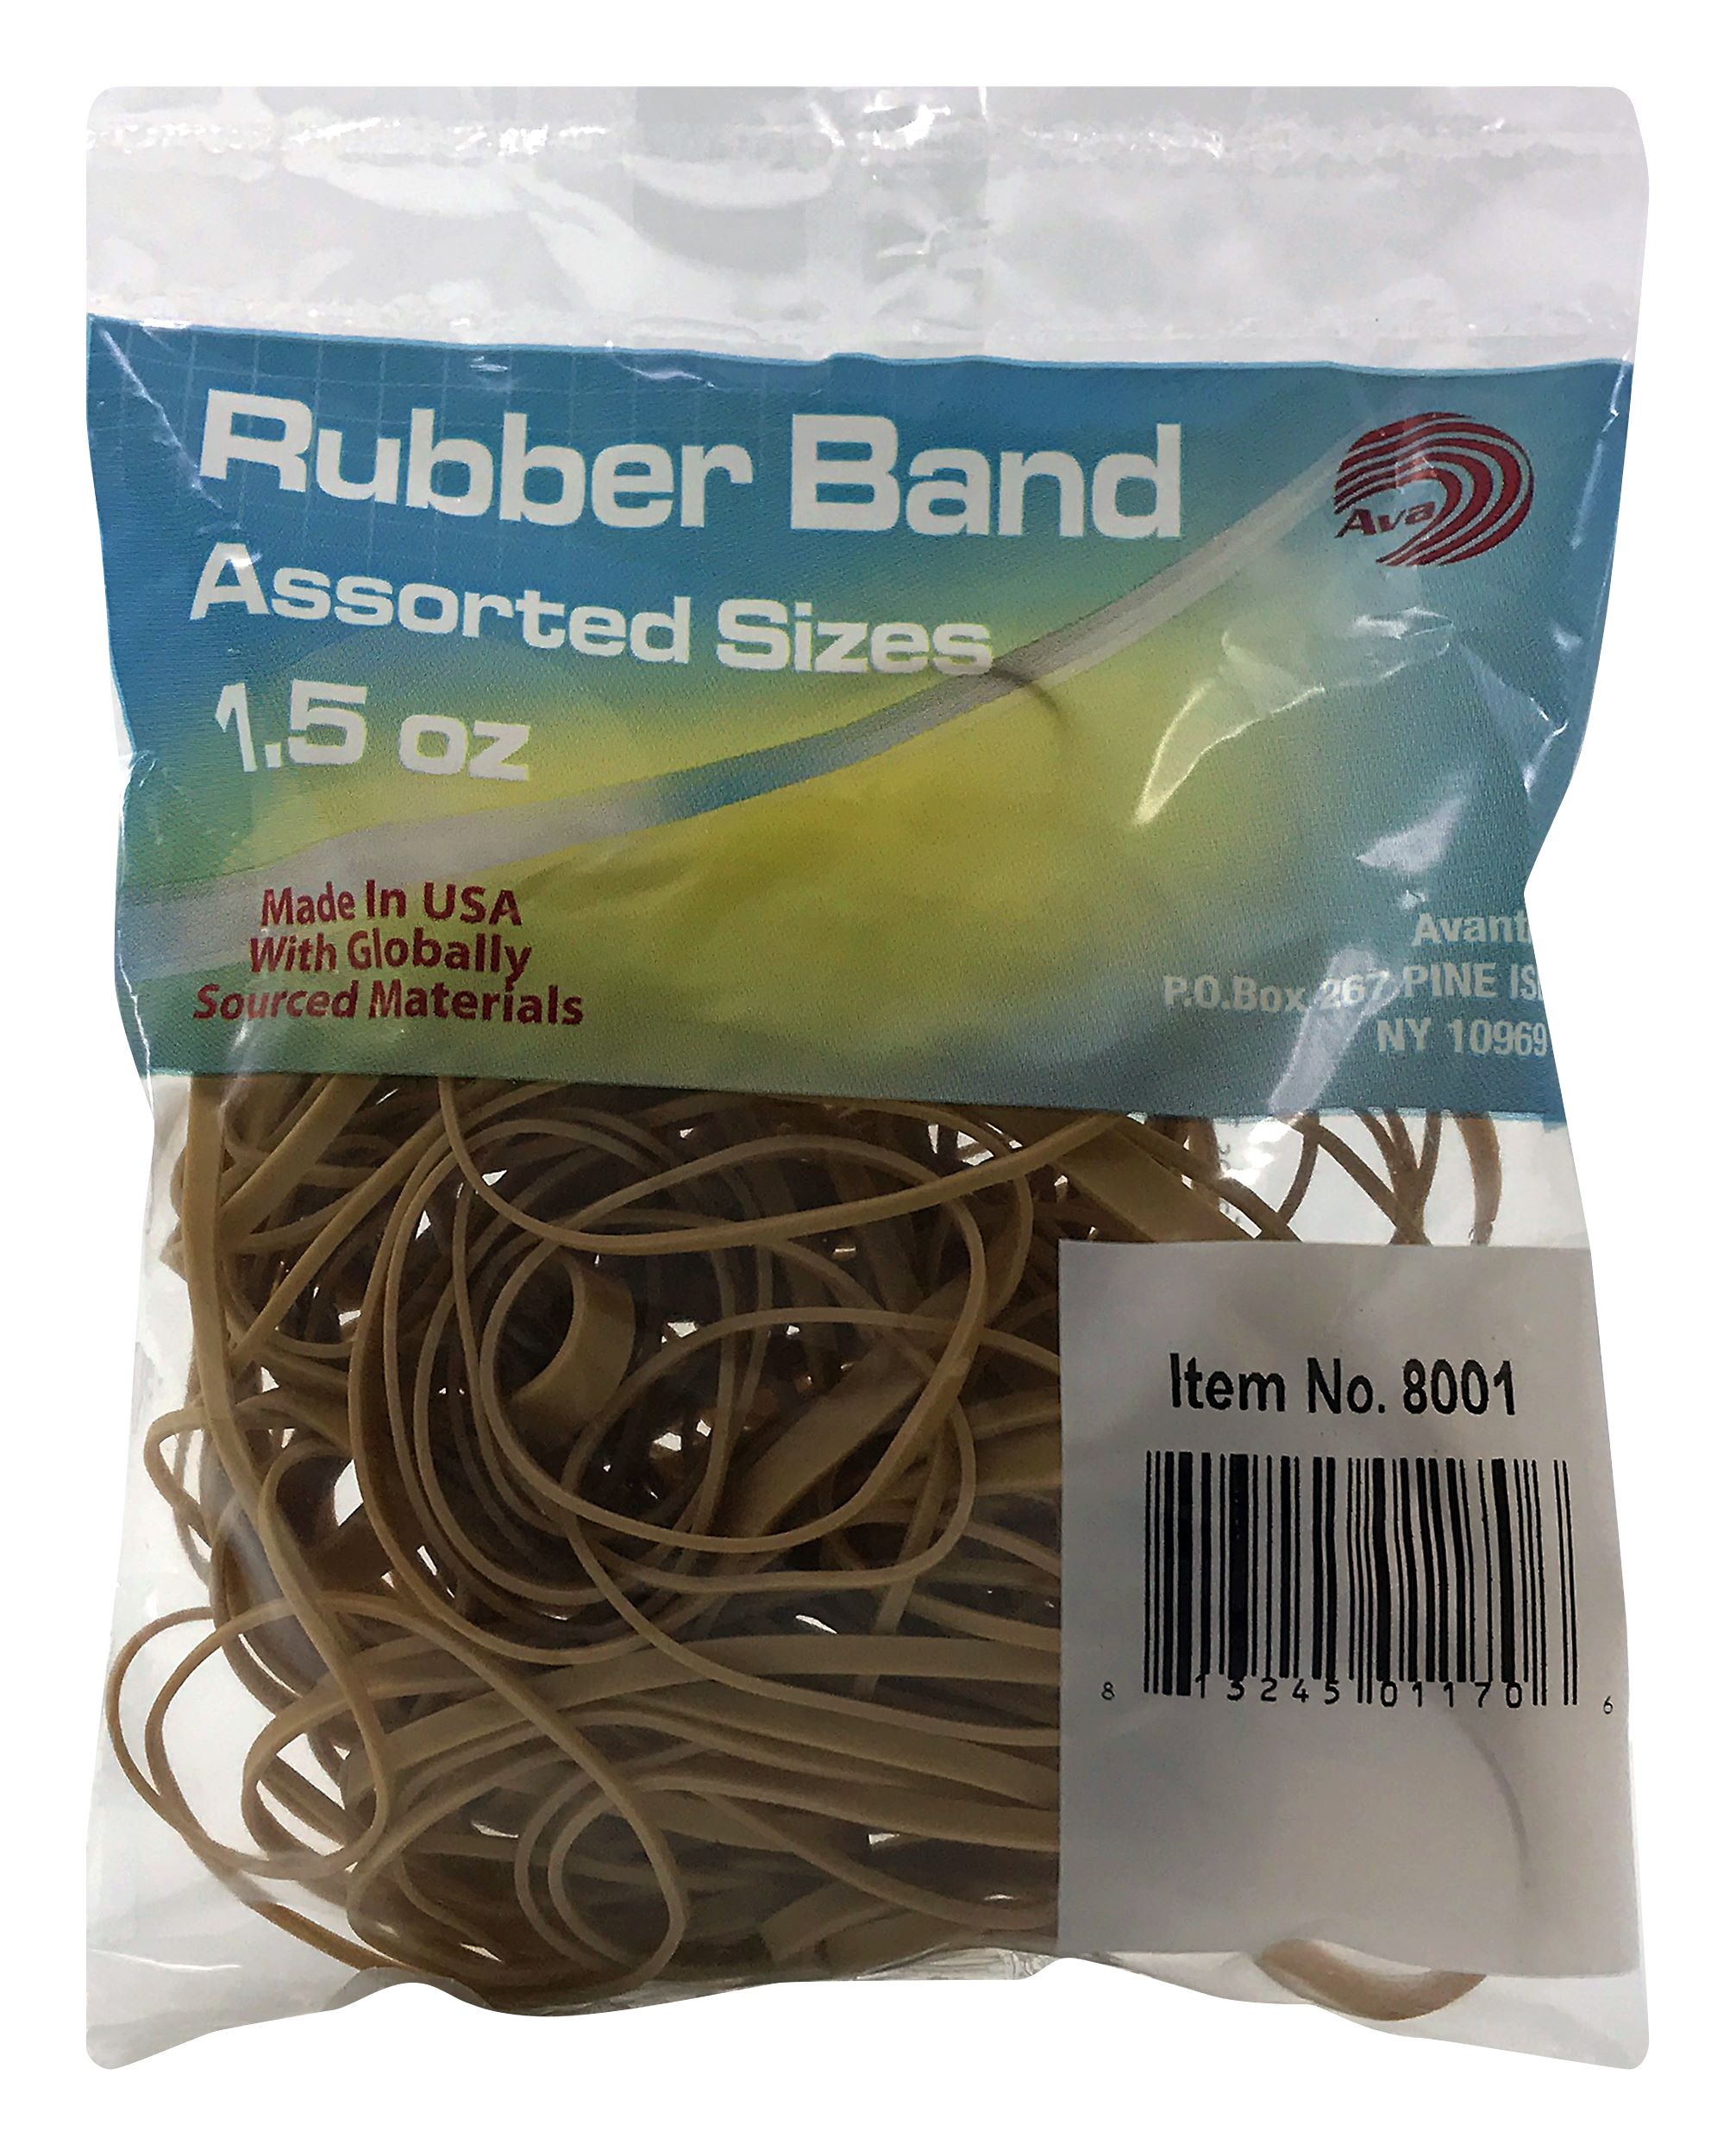 Rubber Band
Ava
Assorted Sizes
1.5 oz
Made In USA
With Globally
Sourced Materials
Avant
P.O.Box 267 PINE ISL
NY 10969
Item No. 8001
8 13245 01170 6